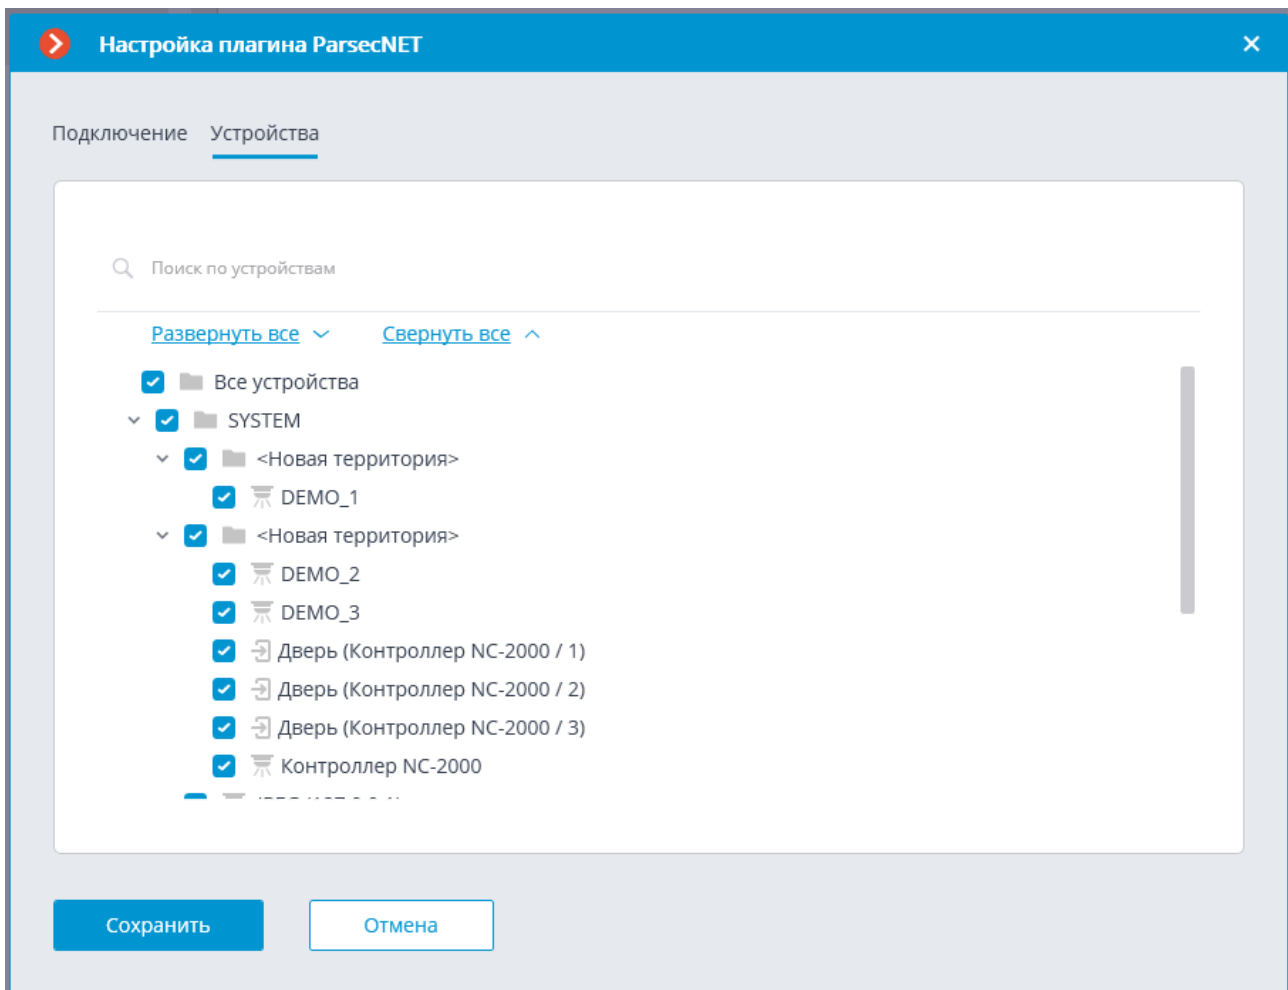 Настройка плагина ParsecNET
Подключение Устройства
Поиск по устройствам
Развернуть все Свернуть все
Все устройства
SYSTEM
<Новая территория>
DEMO_1
<Новая территория>
DEMO_2
DEMO_3
Дверь (Контроллер NC-2000 / 1)
Дверь (Контроллер NC-2000 / 2)
Дверь (Контроллер NC-2000 / 3)
Контроллер NC-2000
Сохранить Отмена